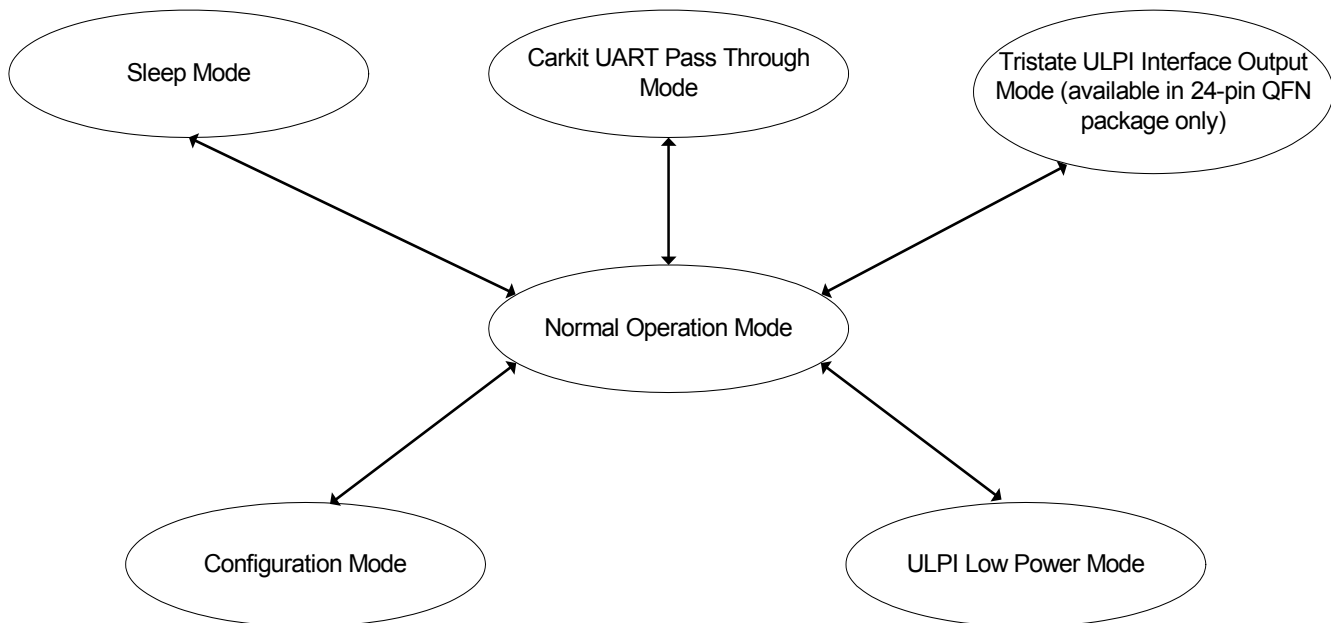 Sleep Mode
Carkit UART Pass Through
Mode
Tristate ULPI Interface Output
Mode (available in 24-pin QFN
package only)
Normal Operation Mode
Configuration Mode
ULPI Low Power Mode